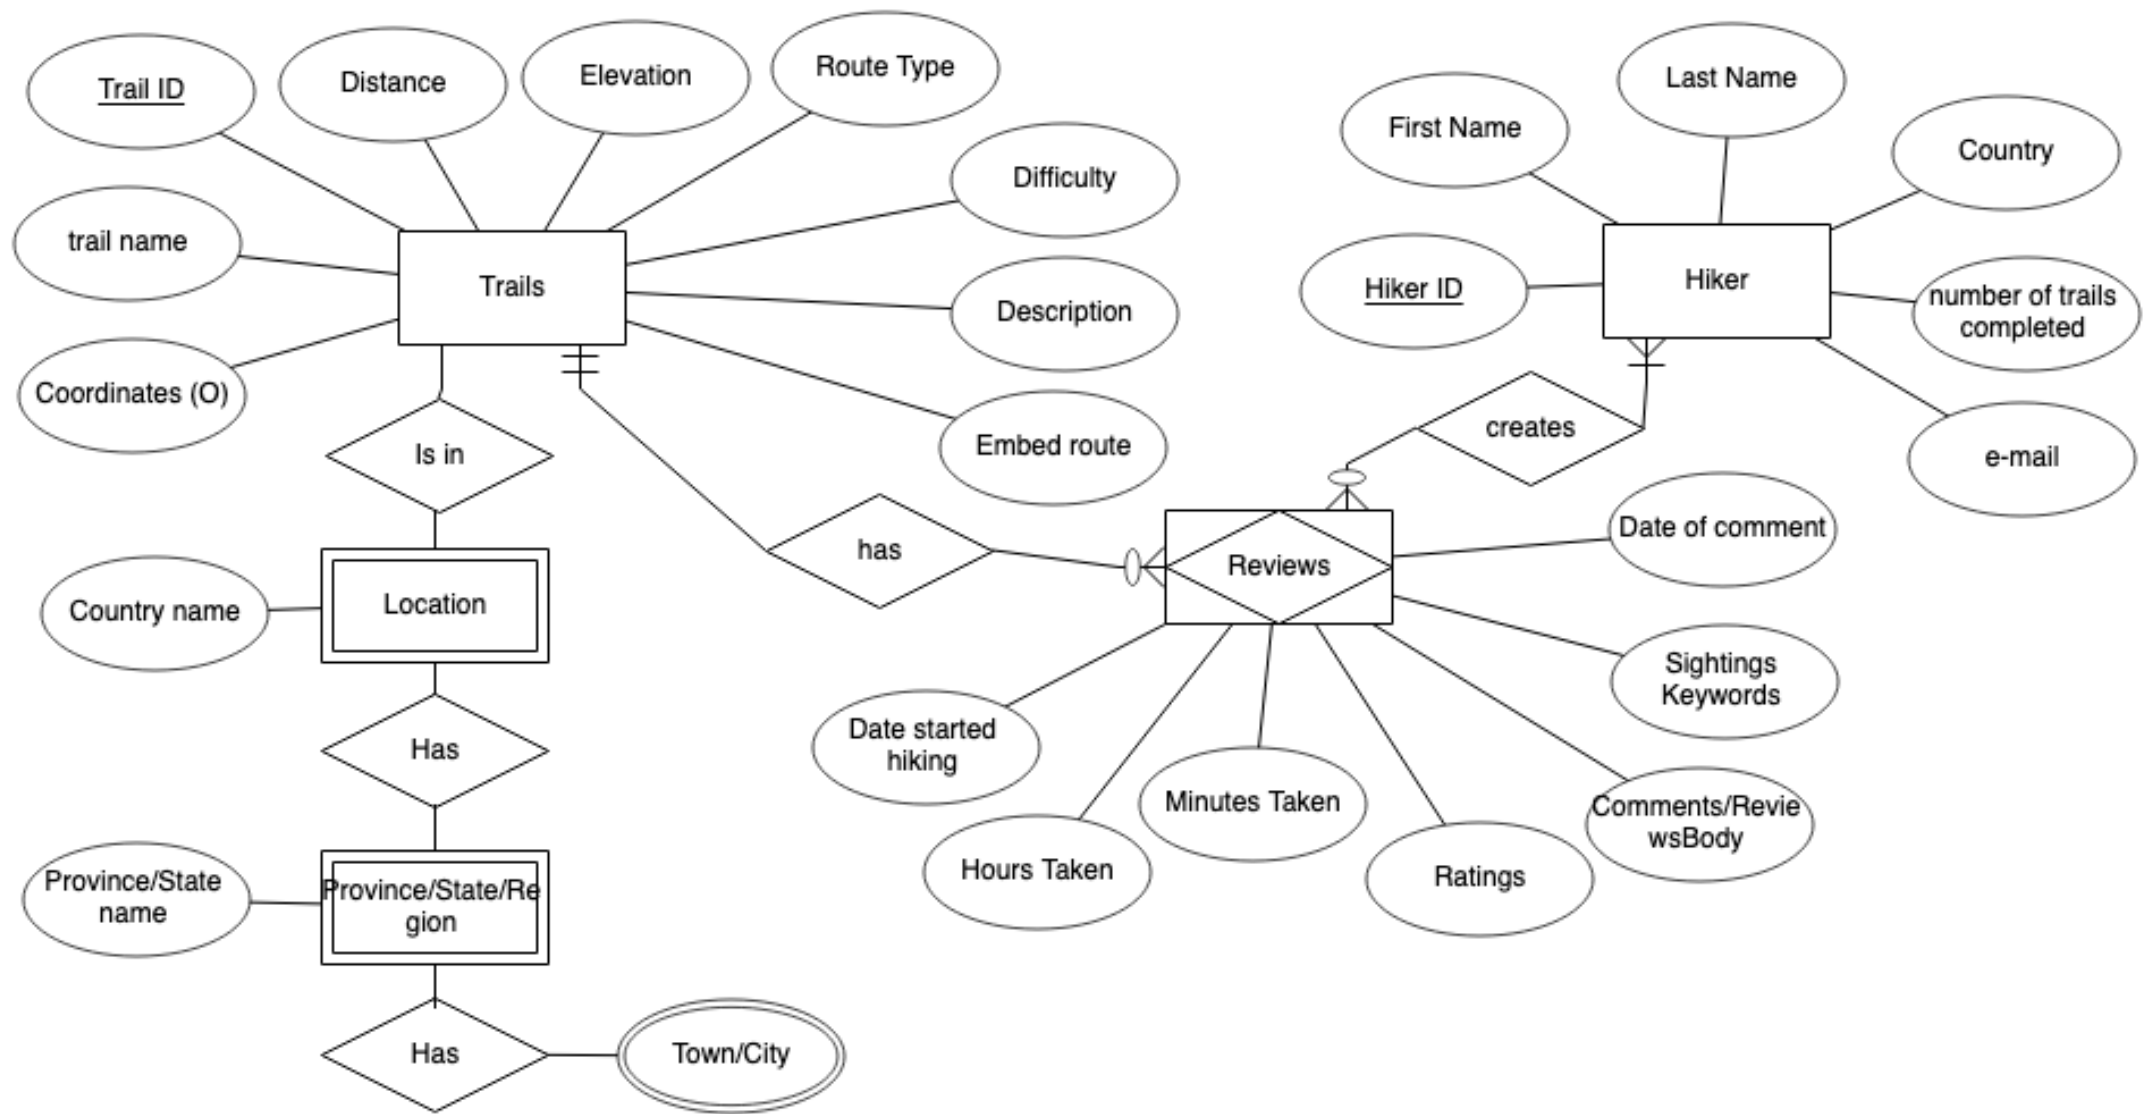 Trail ID
Distance
Elevation
Route Type
Difficulty
trail name
Trails
Description
Coordinates (O)
Embed route
Is in
has
Country name
Location
Has
Province/State
name
Province/State/Re
gion
Has
Town/City
First Name
Last Name
Country
Hiker ID
Hiker
number of trails
completed
e-mail
creates
Reviews
Date of comment
Sightings
Keywords
Date started
hiking
Minutes Taken
Comments/Revie
wsBody
Hours Taken
Ratings